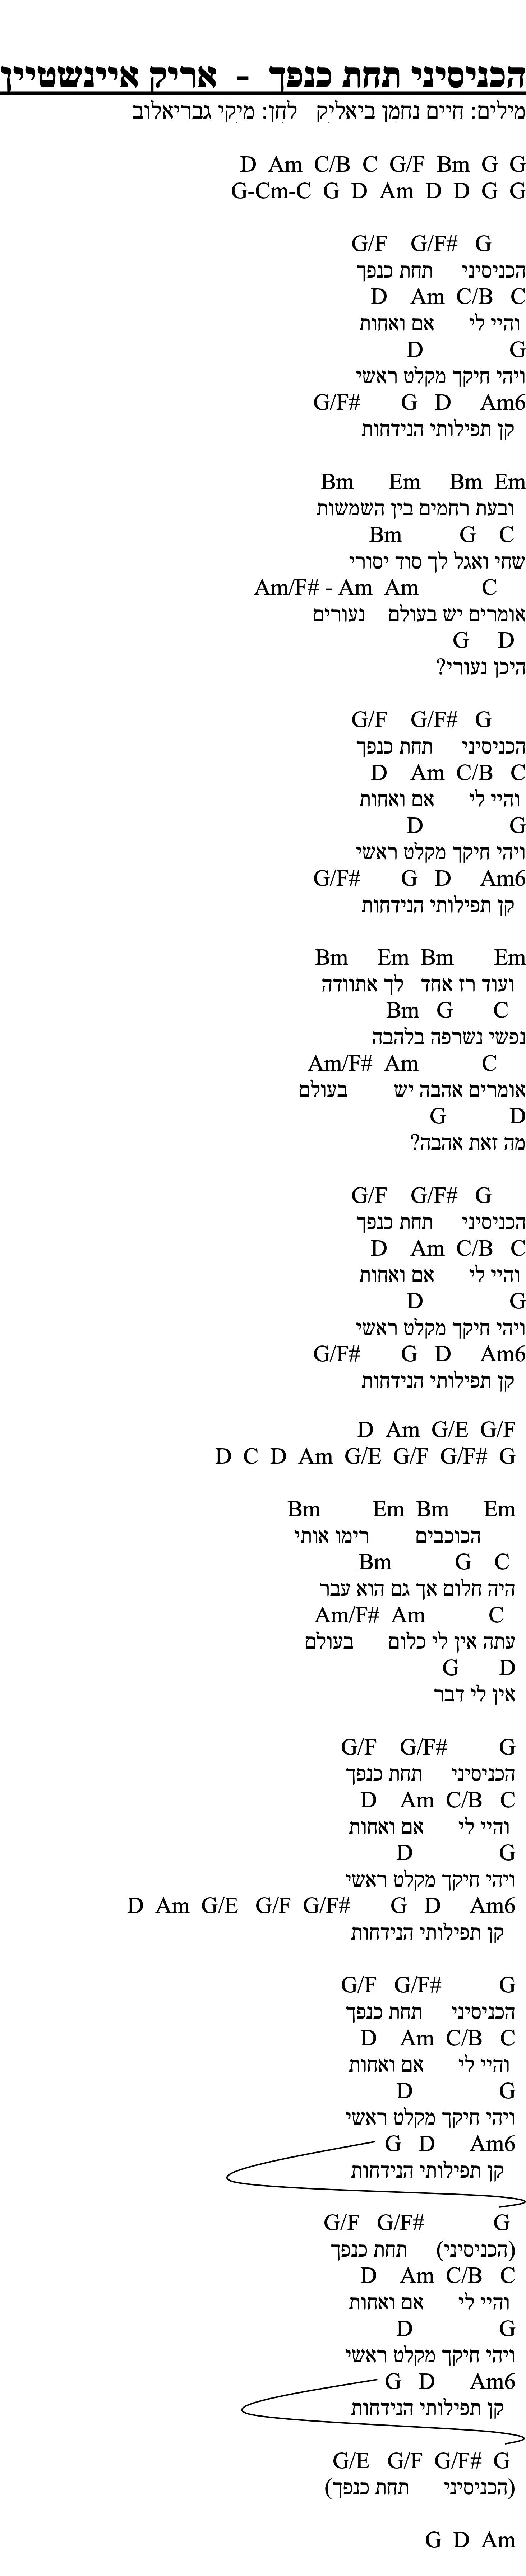 הכניסיני תחת כנפך - אריק איינשטיין
מילים: חיים נחמן ביאליק לחן: מיקי גבריאלוב
D Am C/B C G/F Bm G G
G-Cm-C G D Am D D G G
G/F G/F# G
הכניסיני תחת כנפך
D Am C/B C
והיי לי אם ואחות
D G
ויהי חיקך מקלט ראשי
G/F# G D Am6
קן תפילותי הנידחות
Bm Em Bm Em
ובעת רחמים בין השמשות
Bm G C
שחי ואגל לך סוד יסורי
Am/F# - Am Am C
אומרים יש בעולם נעורים
G D
היכן נעורי?
G/F G/F# G
הכניסיני תחת כנפך
D Am C/B C
והיי לי אם ואחות
D G
ויהי חיקך מקלט ראשי
G/F# G D Am6
קן תפילותי הנידחות
Bm Em Bm Em
ועוד רז אחד לך אתוודה
Bm G C
נפשי נשרפה בלהבה
Am/F# Am C
אומרים אהבה יש בעולם
G D
מה זאת אהבה?
G/F G/F# G
הכניסיני תחת כנפך
D Am C/B C
והיי לי אם ואחות
D G
ויהי חיקך מקלט ראשי
G/F# G D Am6
קן תפילותי הנידחות
D Am G/E G/F
D C D Am G/E G/F G/F# G
Bm Em Bm Em
הכוכבים רימו אותי
Bm G C
היה חלום אך גם הוא עבר
Am/F# Am C
עתה אין לי כלום בעולם
G D
אין לי דבר
G/F G/F# G
הכניסיני תחת כנפך
D Am C/B C
והיי לי אם ואחות
D G
ויהי חיקך מקלט ראשי
D Am G/E G/F G/F# G D Am6
קן תפילותי הנידחות
G/F G/F# G
הכניסיני תחת כנפך
D Am C/B C
והיי לי אם ואחות
D G
ויהי חיקך מקלט ראשי
G D Am6
קן תפילותי הנידחות
G/F G/F# G
(הכניסיני) תחת כנפך
D Am C/B C
והיי לי אם ואחות
D G
ויהי חיקך מקלט ראשי
G D Am6
קן תפילותי הנידחות
G/E G/F G/F# G
(הכניסיני תחת כנפך)
G D Am